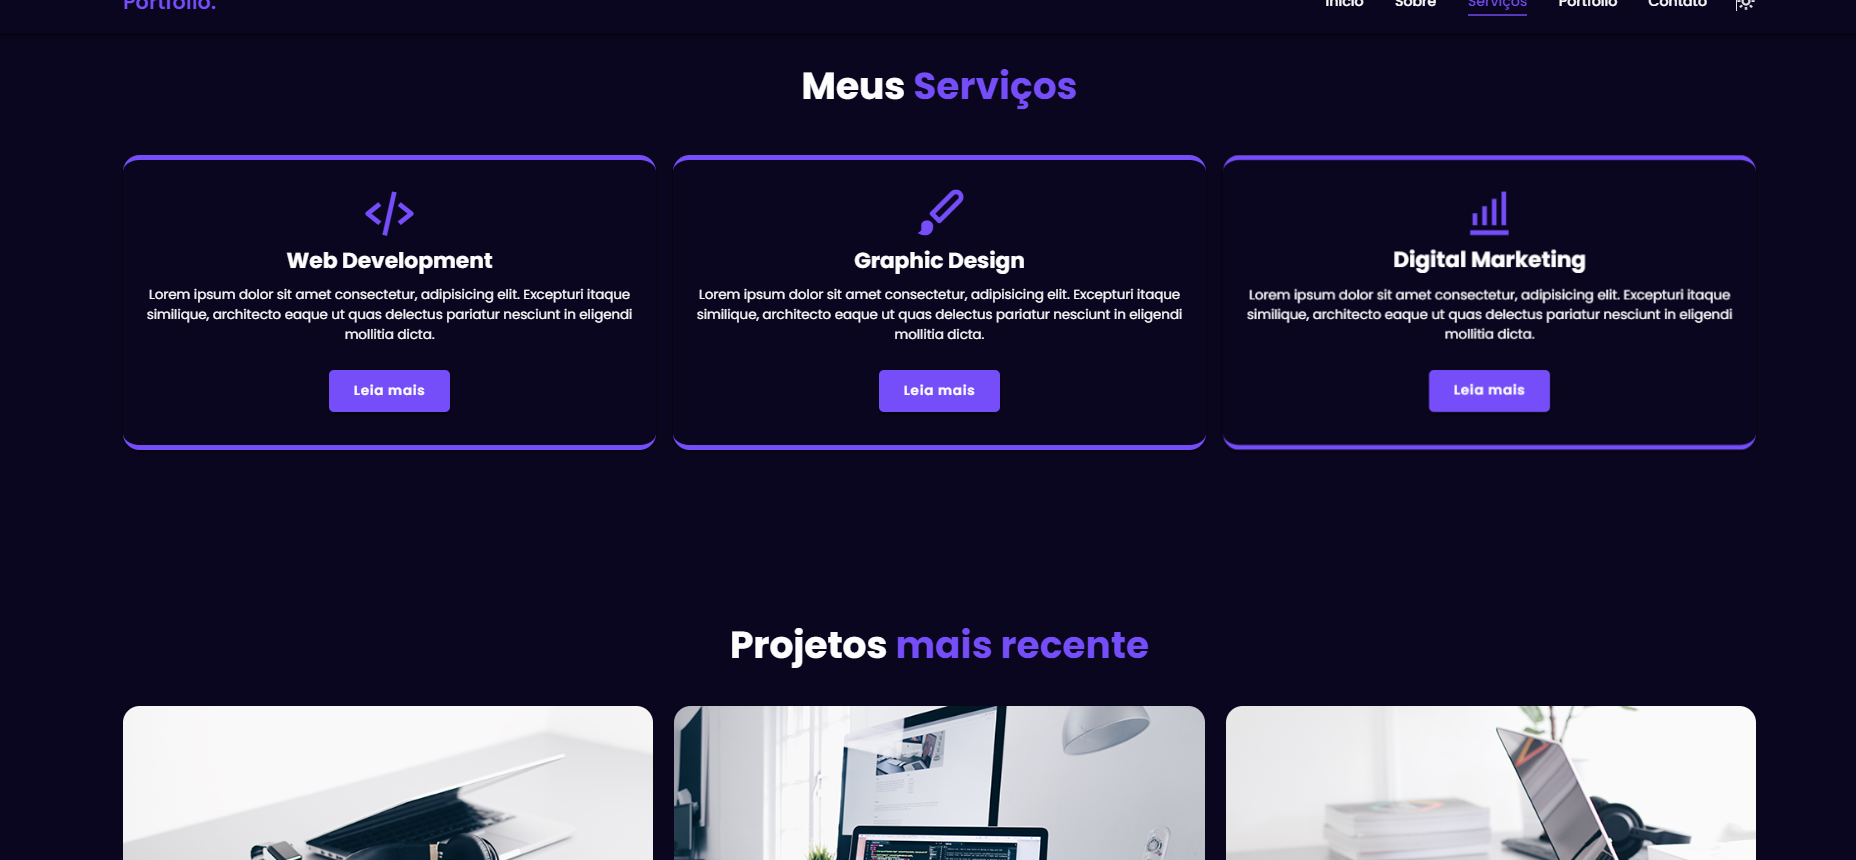 Portfolio.
Início Sobre Serviços Portfólio Contato
Meus Serviços
Web Development
Lorem ipsum dolor sit amet consectetur, adipisicing elit. Excepturi itaque
similique, architecto eaque ut quas delectus pariatur nesciunt in eligendi
mollitia dicta.
Leia mais
Graphic Design
Lorem ipsum dolor sit amet consectetur, adipisicing elit. Excepturi itaque
similique, architecto eaque ut quas delectus pariatur nesciunt in eligendi
mollitia dicta.
Leia mais
Digital Marketing
Lorem ipsum dolor sit amet consectetur, adipisicing elit. Excepturi itaque
similique, architecto eaque ut quas delectus pariatur nesciunt in eligendi
mollitia dicta.
Leia mais
Projetos mais recente